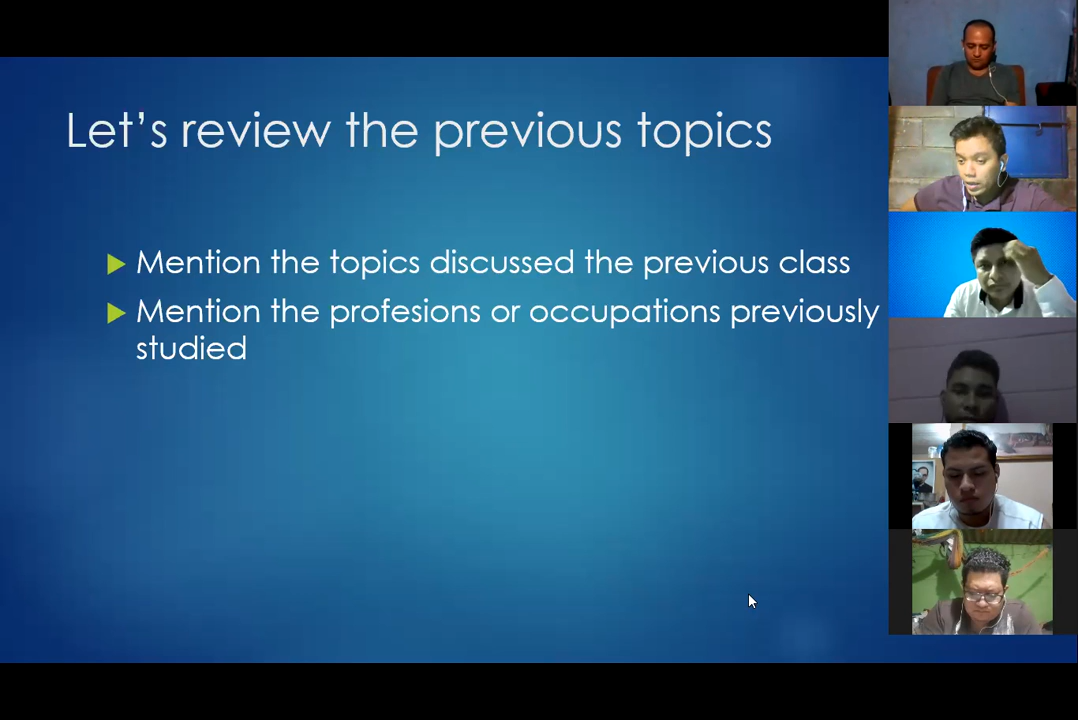 Let's review the previous topics
Mention the topics discussed the previous class
Mention the profesions or occupations previously
studied